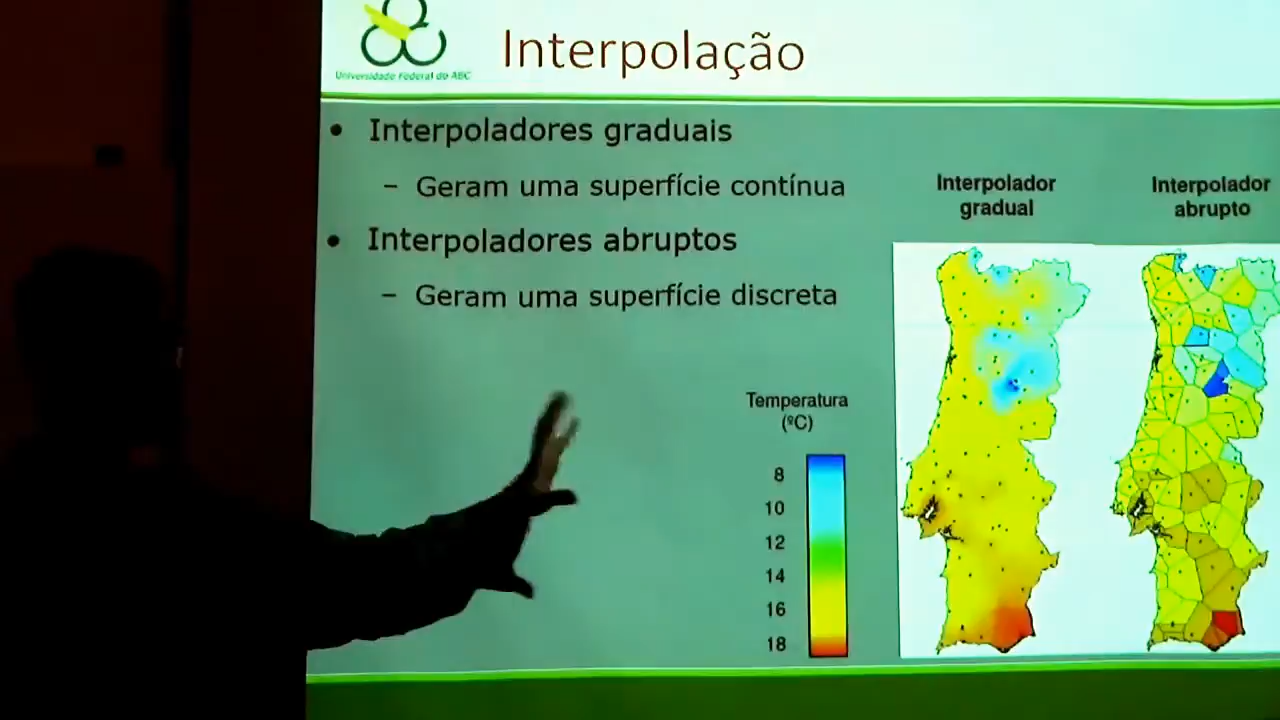 Universidade Federal do ABC
Interpolação
• Interpoladores graduais
– Geram uma superfície contínua
• Interpoladores abruptos
– Geram uma superfície discreta
Interpolador
gradual
Interpolador
abrupto
Temperatura
(ºC)
8
10
12
14
16
18